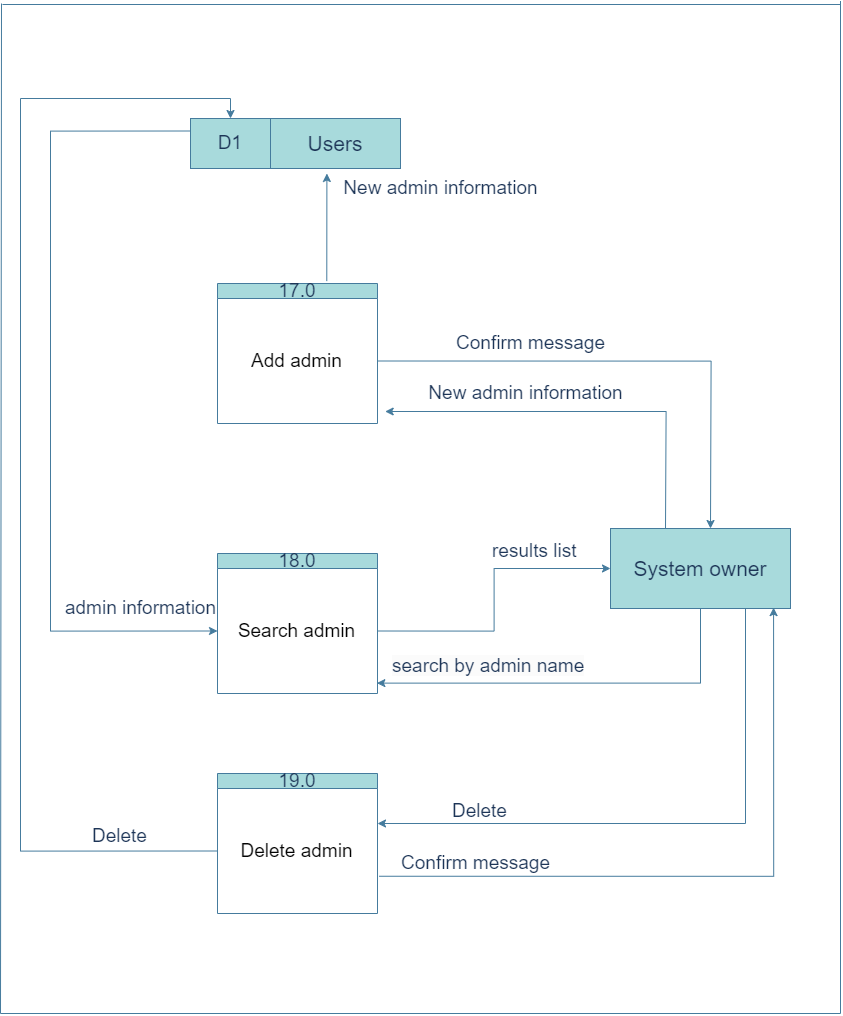 D1
Users
New admin information
17.0
Add admin
Confirm message
New admin information
18.0
Search admin
admin information
results list
System owner
search by admin name
19.0
Delete admin
Delete
Delete
Confirm message